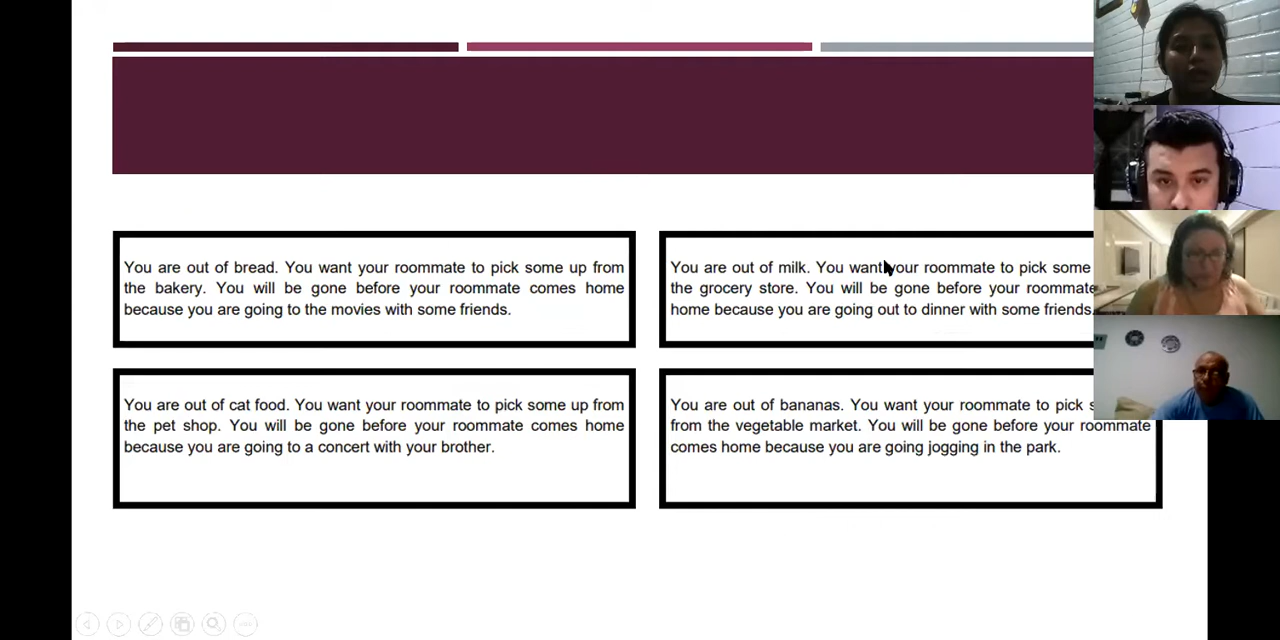 You are out of bread. You want your roommate to pick some up from
the bakery. You will be gone before your roommate comes home
because you are going to the movies with some friends.
You are out of milk. You want your roommate to pick some
the grocery store. You will be gone before your roommate
home because you are going out to dinner with some friends.
You are out of cat food. You want your roommate to pick some up from
the pet shop. You will be gone before your roommate comes home
because you are going to a concert with your brother.
You are out of bananas. You want your roommate to pick
from the vegetable market. You will be gone before your roommate
comes home because you are going jogging in the park.